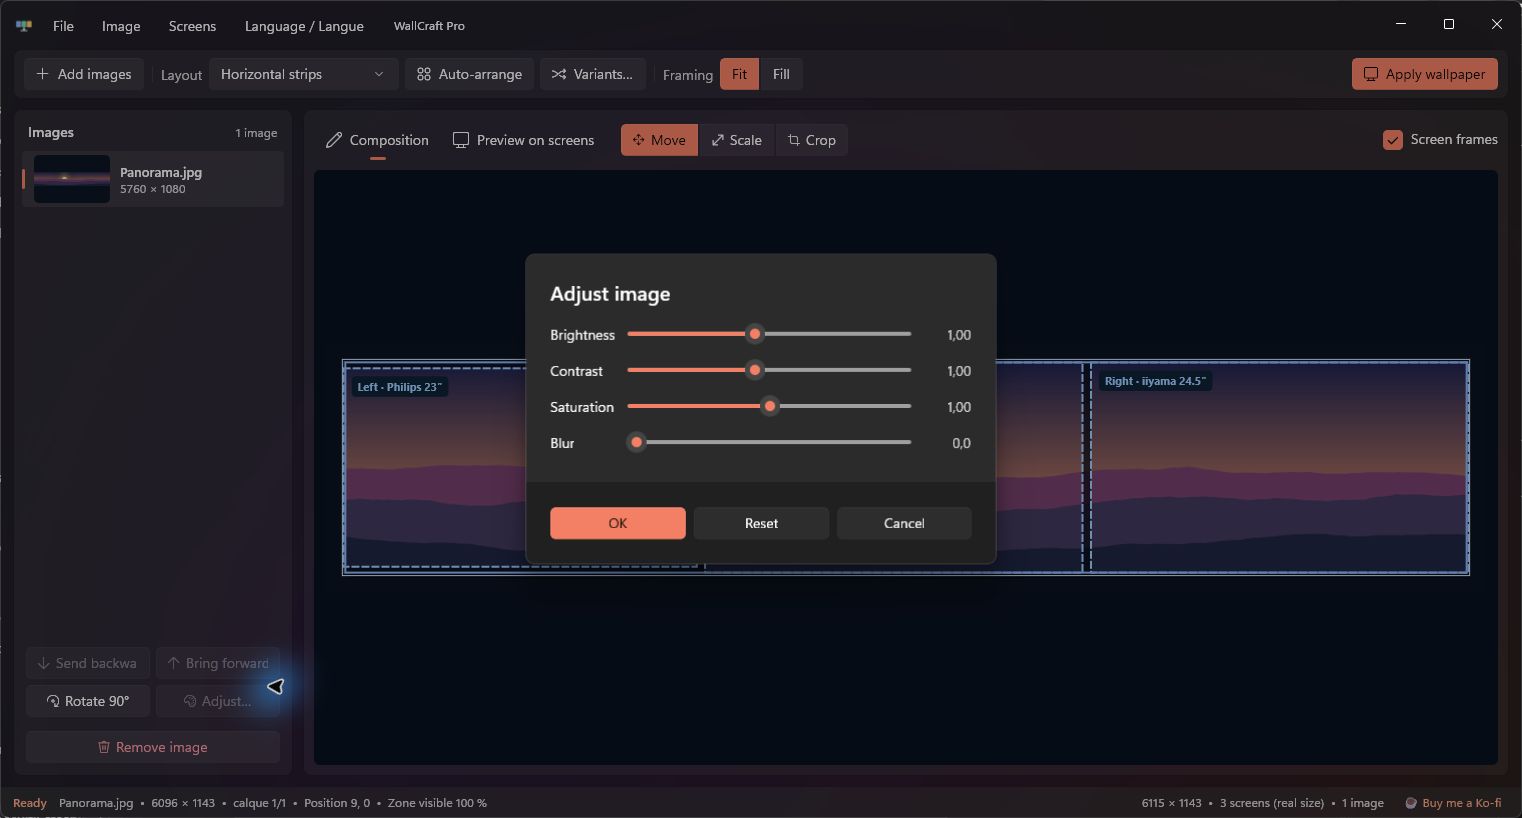 File Image Screens Language / Langue WallCraft Pro
Add images Layout Horizontal strips Auto-arrange Variants... Framing Fit Fill Apply wallpaper
Images 1 image
Composition Preview on screens Move Scale Crop Screen frames
Panorama.jpg
5760 × 1080
Adjust image
Brightness 1,00
Contrast 1,00
Saturation 1,00
Blur 0,0
OK Reset Cancel
Left · Philips 23"
Right · iiyama 24.5"
Send backwa Bring forward
Rotate 90° Adjust...
Remove image
Ready Panorama.jpg • 6096 × 1143 • calque 1/1 • Position 9, 0 • Zone visible 100 % 6115 × 1143 • 3 screens (real size) • 1 image Buy me a Ko-fi